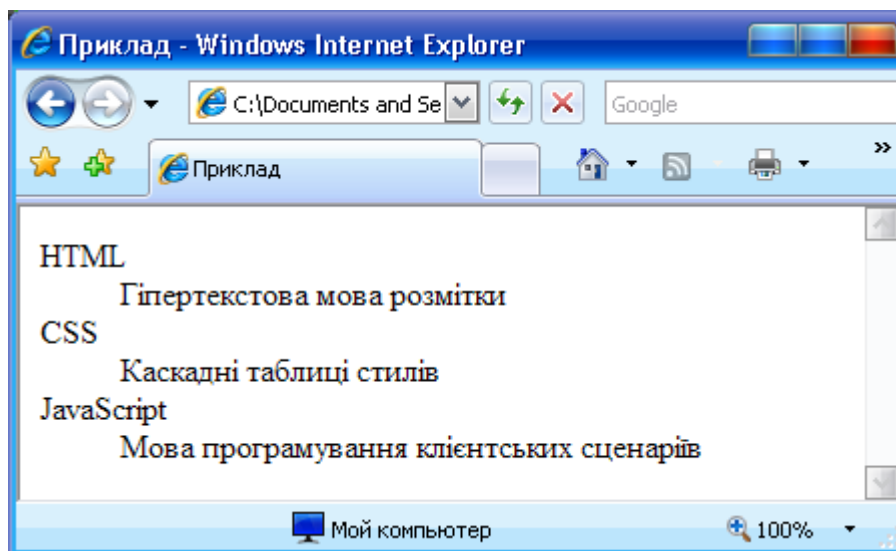 Приклад - Windows Internet Explorer
C:\Documents and Se
Google
Приклад
»
HTML
Гіпертекстова мова розмітки
CSS
Каскадні таблиці стилів
JavaScript
Мова програмування клієнтських сценаріїв
Мой компьютер
100%